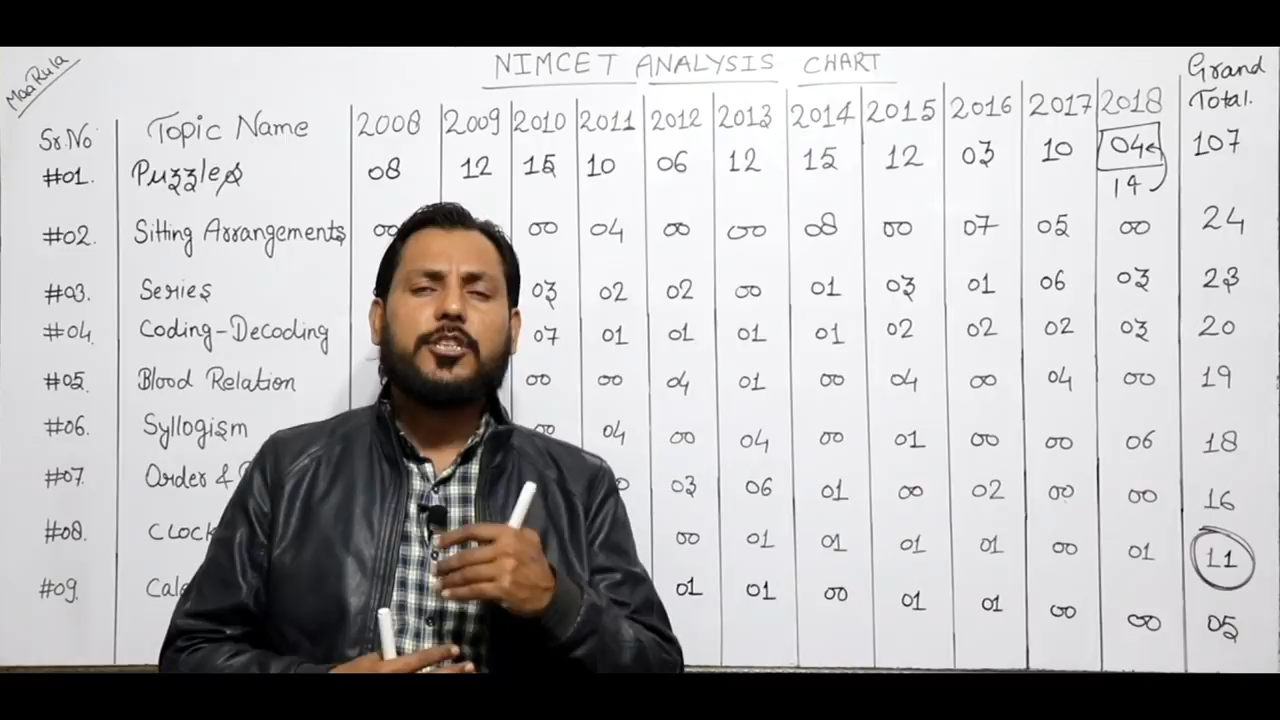 MaaRula
NIMCET ANALYSIS CHART
Sr.No Topic Name 2008 2009 2010 2011 2012 2013 2014 2015 2016 2017 2018 Grand Total.
#01. Puzzles 08 12 15 10 06 12 15 12 03 10 04 107
14
#02. Sitting Arrangements 00 04 00 00 08 00 07 05 00 24
#03. Series 03 02 02 00 01 03 01 06 03 23
#04. Coding-Decoding 07 01 01 01 01 02 02 02 03 20
#05. Blood Relation 00 00 04 01 00 04 00 04 00 19
#06. Syllogism 00 04 00 04 00 01 00 00 06 18
#07. Order & 03 06 01 00 02 00 00 16
#08. 00 01 01 01 01 00 01 11
#09. 01 01 00 01 01 00 00 05